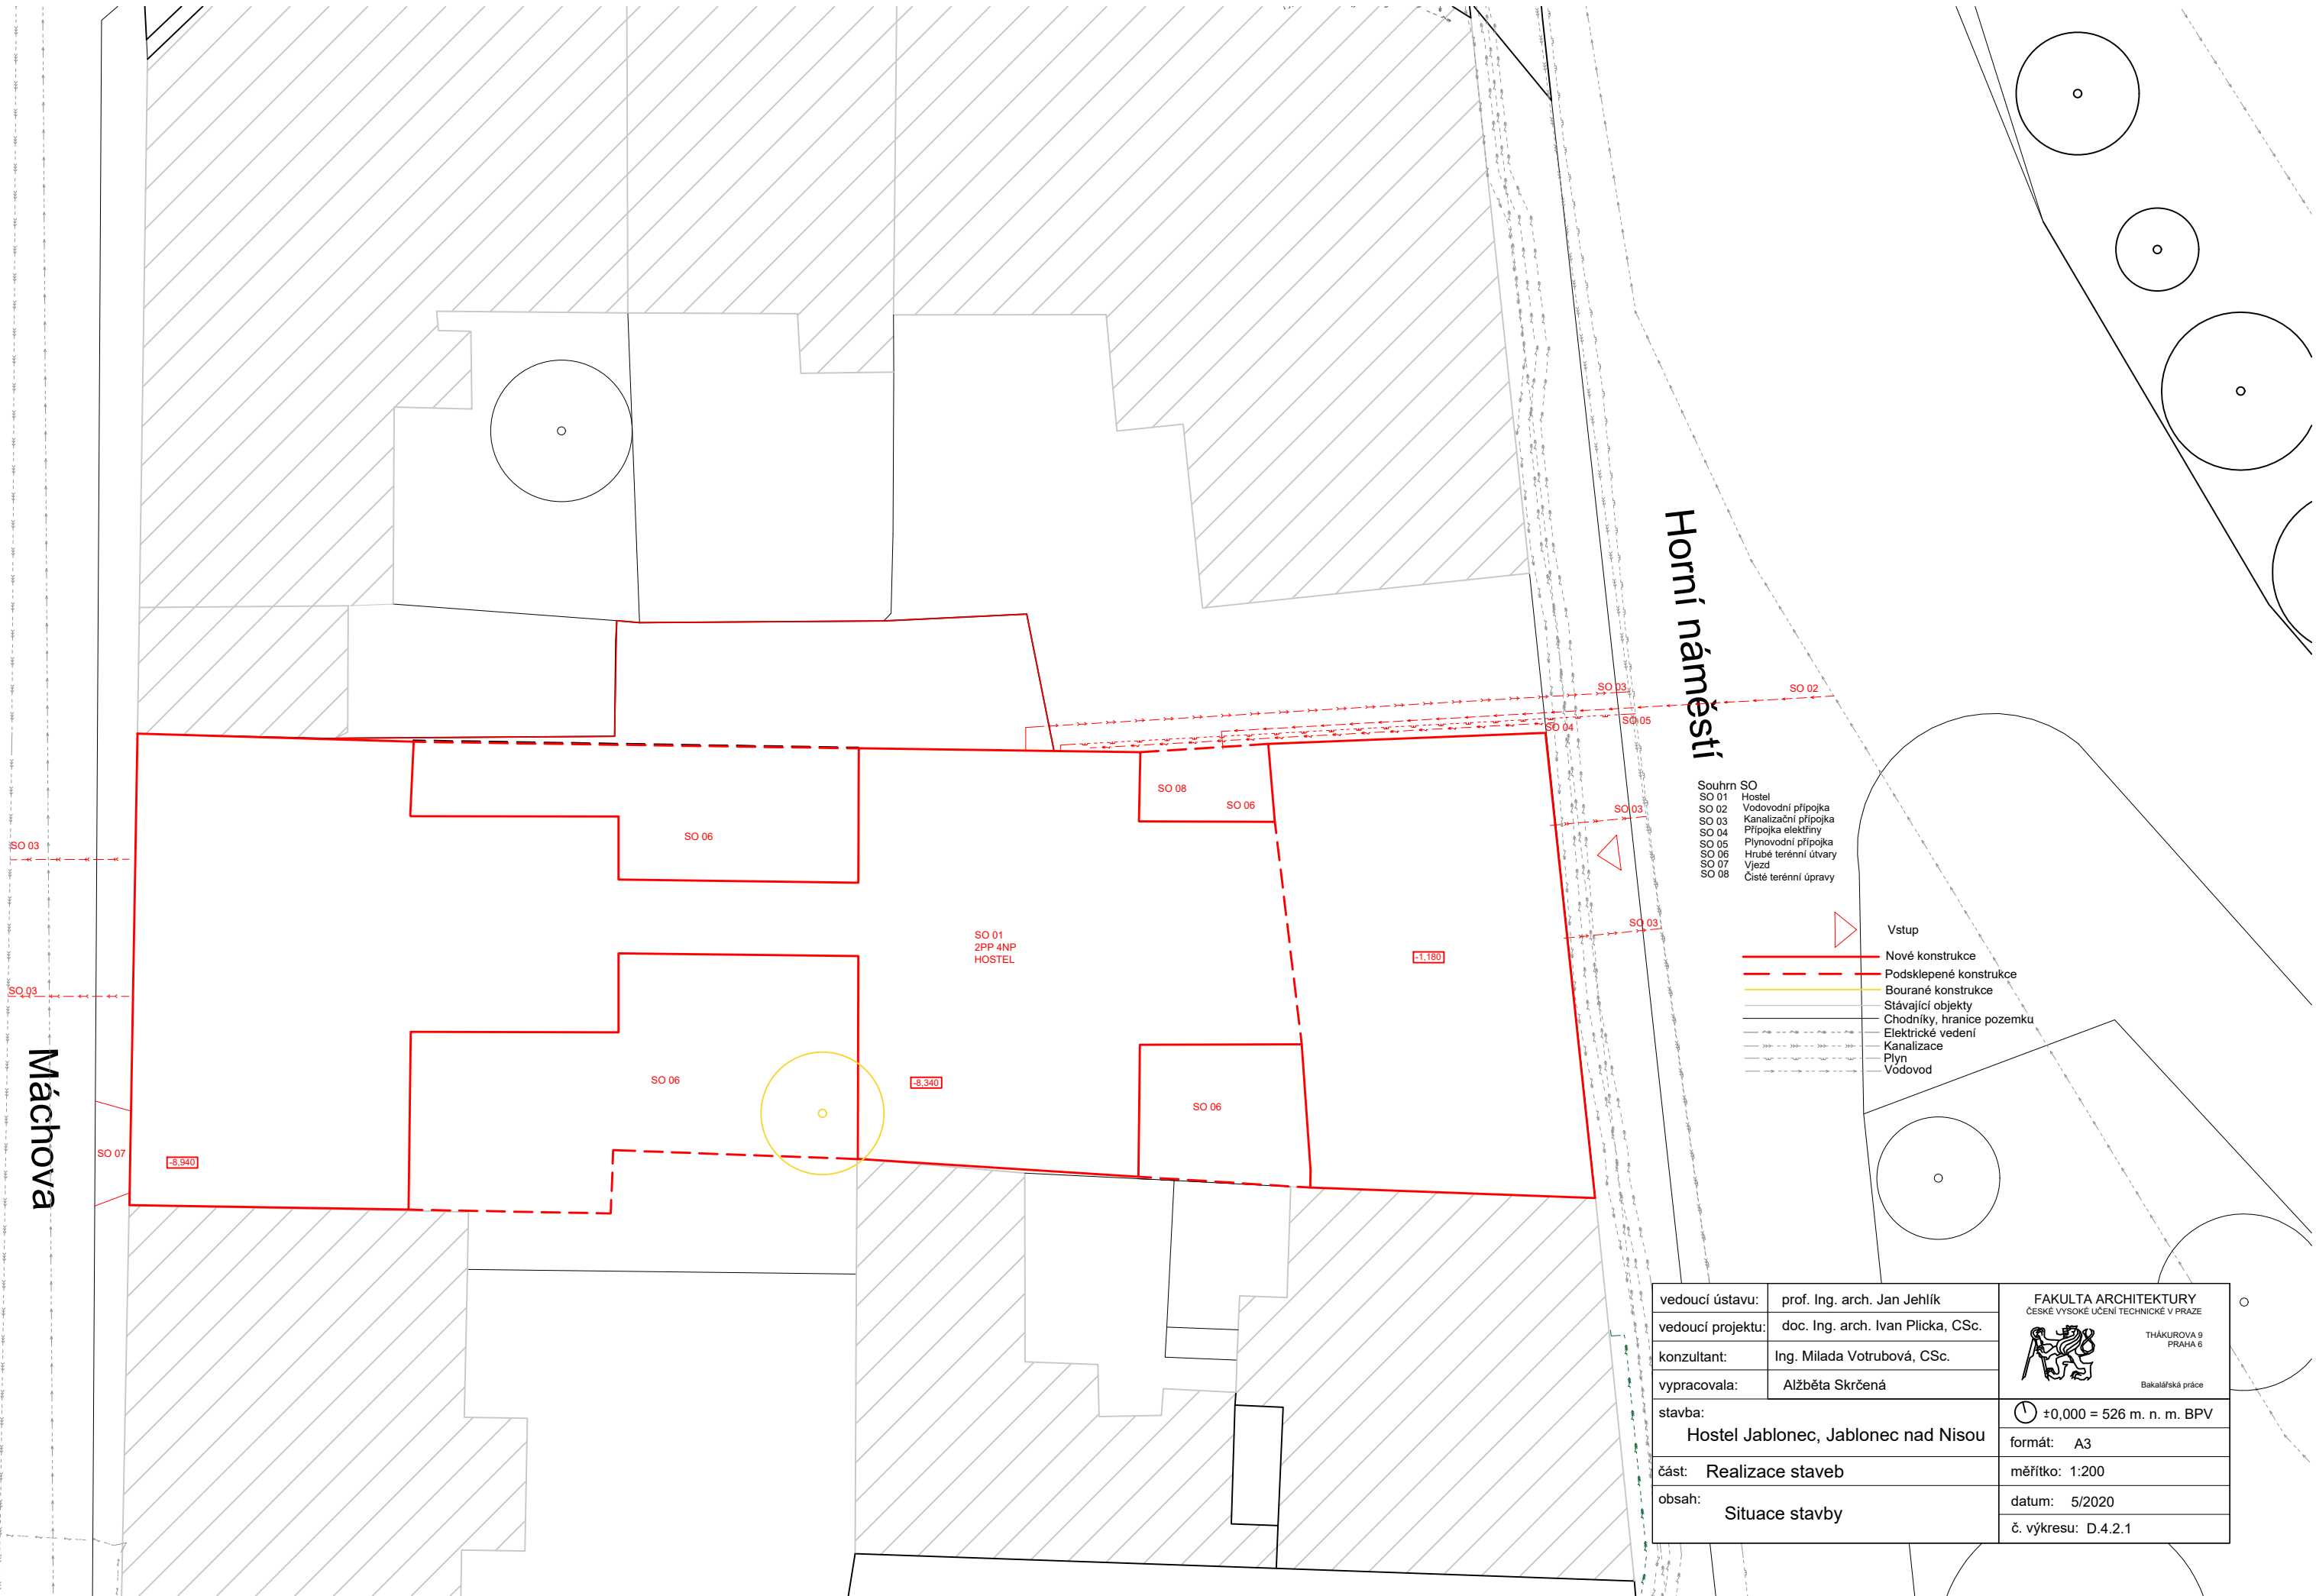 Horní náměstí
SO 03
SO 02
SO 05
SO 04
SO 08
SO 06
SO 06
SO 03
SO 03
SO 03
SO 03
SO 01
2PP 4NP
HOSTEL
-1,180
-8,340
-8,940
SO 06
SO 06
SO 07
Máchova
Souhrn SO
SO 01 Hostel
SO 02 Vodovodní přípojka
SO 03 Kanalizační přípojka
SO 04 Přípojka elektřiny
SO 05 Plynovodní přípojka
SO 06 Hrubé terénní útvary
SO 07 Vjezd
SO 08 Čisté terénní úpravy
Vstup
Nové konstrukce
Podsklepené konstrukce
Bourané konstrukce
Stávající objekty
Chodníky, hranice pozemku
Elektrické vedení
Kanalizace
Plyn
Vodovod
vedoucí ústavu: prof. Ing. arch. Jan Jehlík
vedoucí projektu: doc. Ing. arch. Ivan Plicka, CSc.
konzultant: Ing. Milada Votrubová, CSc.
vypracovala: Alžběta Skrčená
stavba:
Hostel Jablonec, Jablonec nad Nisou
část: Realizace staveb
obsah:
Situace stavby
FAKULTA ARCHITEKTURY
ČESKÉ VYSOKÉ UČENÍ TECHNICKÉ V PRAZE
THÁKUROVA 9
PRAHA 6
Bakalářská práce
±0,000 = 526 m. n. m. BPV
formát: A3
měřítko: 1:200
datum: 5/2020
č. výkresu: D.4.2.1